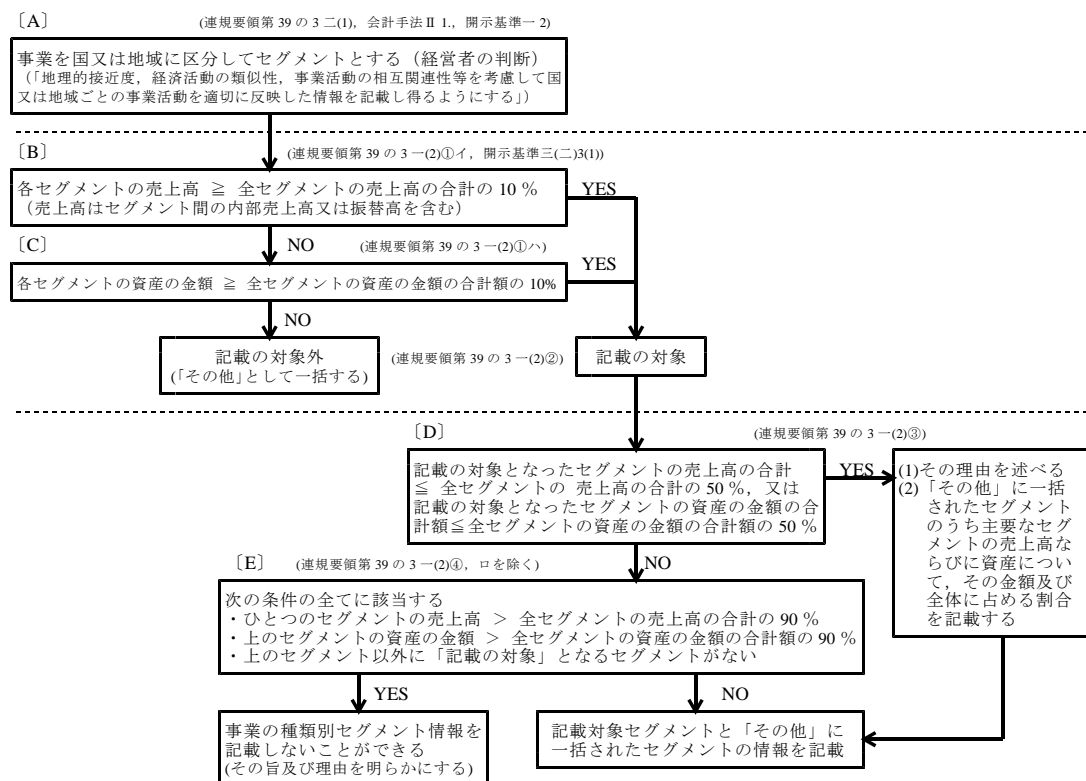 〔A〕 (連規要領第 39 の 3 二(1), 会計手法Ⅱ 1., 開示基準一 2)
事業を国又は地域に区分してセグメントとする（経営者の判断）
（「地理的接近度, 経済活動の類似性, 事業活動の相互関連性等を考慮して国
又は地域ごとの事業活動を適切に反映した情報を記載し得るようにする」）
〔B〕 (連規要領第 39 の 3 一(2)①イ, 開示基準三(二)3(1))
各セグメントの売上高 ≧ 全セグメントの売上高の合計の 10 %
（売上高はセグメント間の内部売上高又は振替高を含む）
YES
〔C〕 NO (連規要領第 39 の 3 一(2)①ハ)
各セグメントの資産の金額 ≧ 全セグメントの資産の金額の合計額の 10%
YES
NO
記載の対象外
(「その他」として一括する)
(連規要領第 39 の 3 一(2)②)
記載の対象
〔D〕 (連規要領第 39 の 3 一(2)③)
記載の対象となったセグメントの売上高の合計
≦ 全セグメントの 売上高の合計の 50 %, 又は
記載の対象となったセグメントの資産の金額の合
計額≦全セグメントの資産の金額の合計額の 50 %
YES
(1)その理由を述べる
(2)「その他」に一括
されたセグメント
のうち主要なセグ
メントの売上高な
らびに資産につい
て, その金額及び
全体に占める割合
を記載する
NO
〔E〕 (連規要領第 39 の 3 一(2)④, ロを除く)
次の条件の全てに該当する
・ひとつのセグメントの売上高 > 全セグメントの売上高の合計の 90 %
・上のセグメントの資産の金額 > 全セグメントの資産の金額の合計額の 90 %
・上のセグメント以外に「記載の対象」となるセグメントがない
YES
NO
事業の種類別セグメント情報を
記載しないことができる
(その旨及び理由を明らかにする)
記載対象セグメントと「その他」に
一括されたセグメントの情報を記載